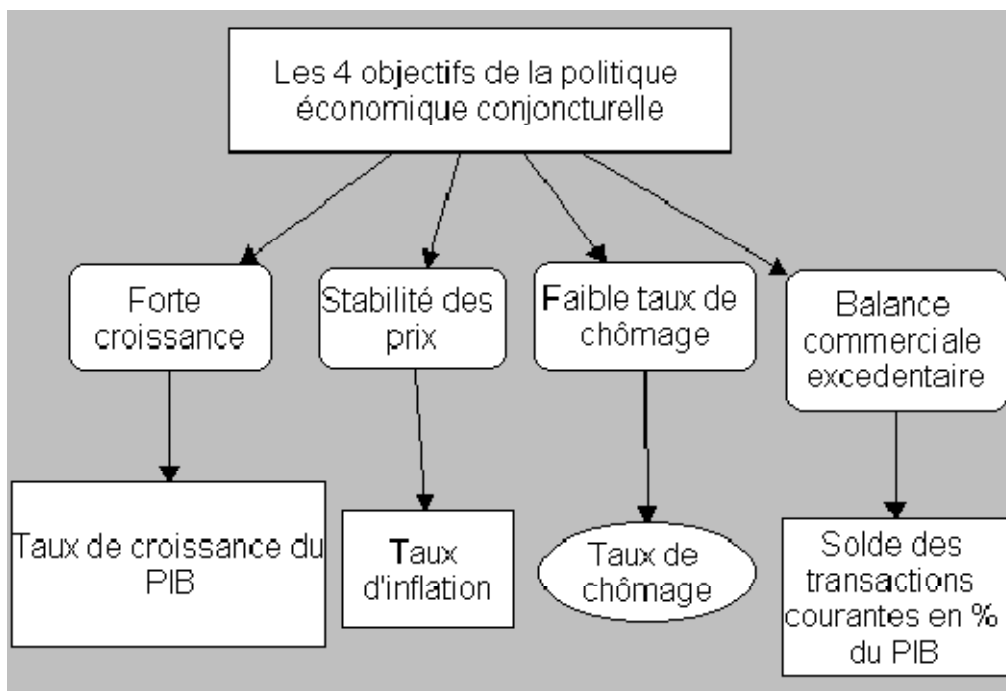 Les 4 objectifs de la politique
économique conjoncturelle
Forte
croissance
Stabilité des
prix
Faible taux de
chômage
Balance
commerciale
excedentaire
Taux de croissance du
PIB
Taux
d'inflation
Taux de
chômage
Solde des
transactions
courantes en %
du PIB